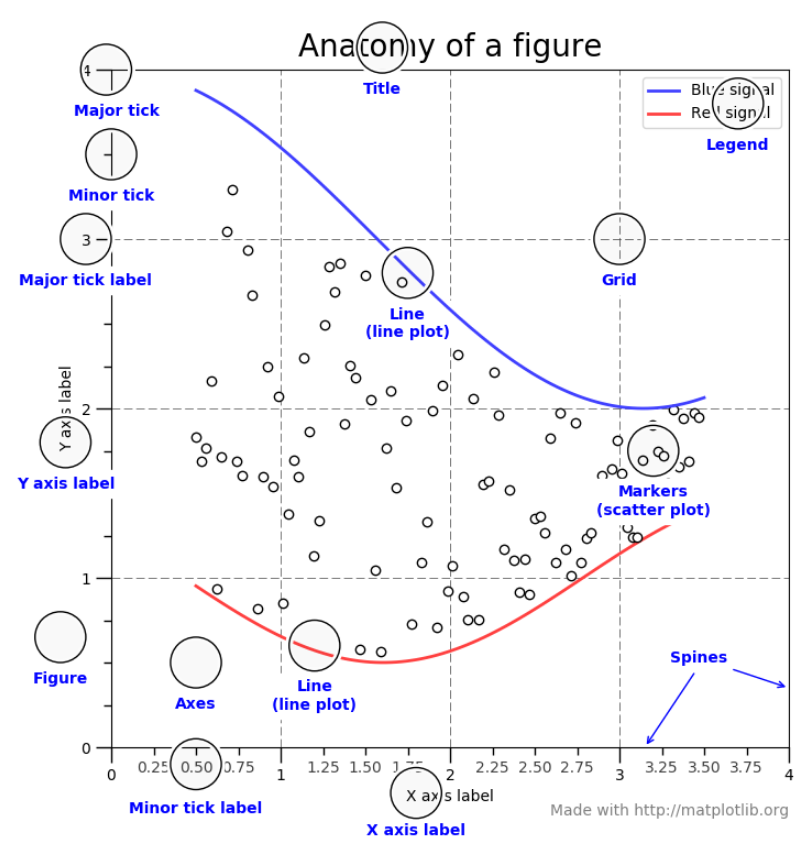 Anatomy of a figure
4
Blue signal
Title
Red signal
Major tick
Legend
Minor tick
3
Major tick label
Grid
Line
(line plot)
Y axis label
2
Y axis label
Markers
(scatter plot)
1
Spines
Figure
Line
(line plot)
Axes
0
0.25 0.50 0.75 1.25 1.50 1.75 2.25 2.50 2.75 3.25 3.75
0 1 2 3 4
X axis label
Minor tick label
Made with http://matplotlib.org
X axis label